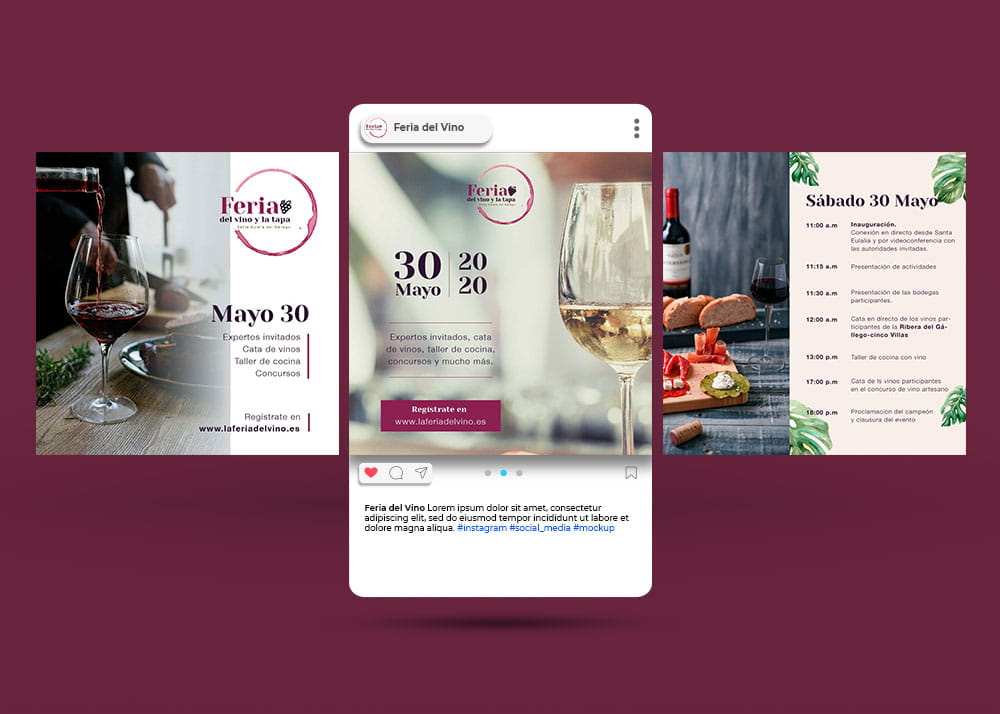 Feria
del vino y la tapa
Santa Eulalia del Gállego
Mayo 30
Expertos invitados
Cata de vinos
Taller de cocina
Concursos
Regístrate en
www.laferiadelvino.es
Feria del Vino
Feria
del vino y la tapa
Santa Eulalia del Gállego
30
Mayo
20
20
Expertos invitados, cata
de vinos, taller de cocina,
concursos y mucho más,
Regístrate en
www.laferiadelvino.es
Feria del Vino Lorem ipsum dolor sit amet, consectetur
adipiscing elit, sed do eiusmod tempor incididunt ut labore et
dolore magna aliqua. #instagram #social_media #mockup
Sábado 30 Mayo
11:00 a.m Inauguración.
Conexión en directo desde Santa
Eulalia y por videoconferencia con
las autoridades invitadas.
11:15 a.m Presentación de actividades
11:30 a.m Presentación de las bodegas
participantes.
12:00 a.m Cata en directo de los vinos par-
ticipantes de la Ribera del Gá-
llego-cinco Villas
13:00 p.m Taller de cocina con vino
17:00 p.m Cata de ls vinos participantes
en el concurso de vino artesano
18:00 p.m Proclamación del campeón
y clausura del evento